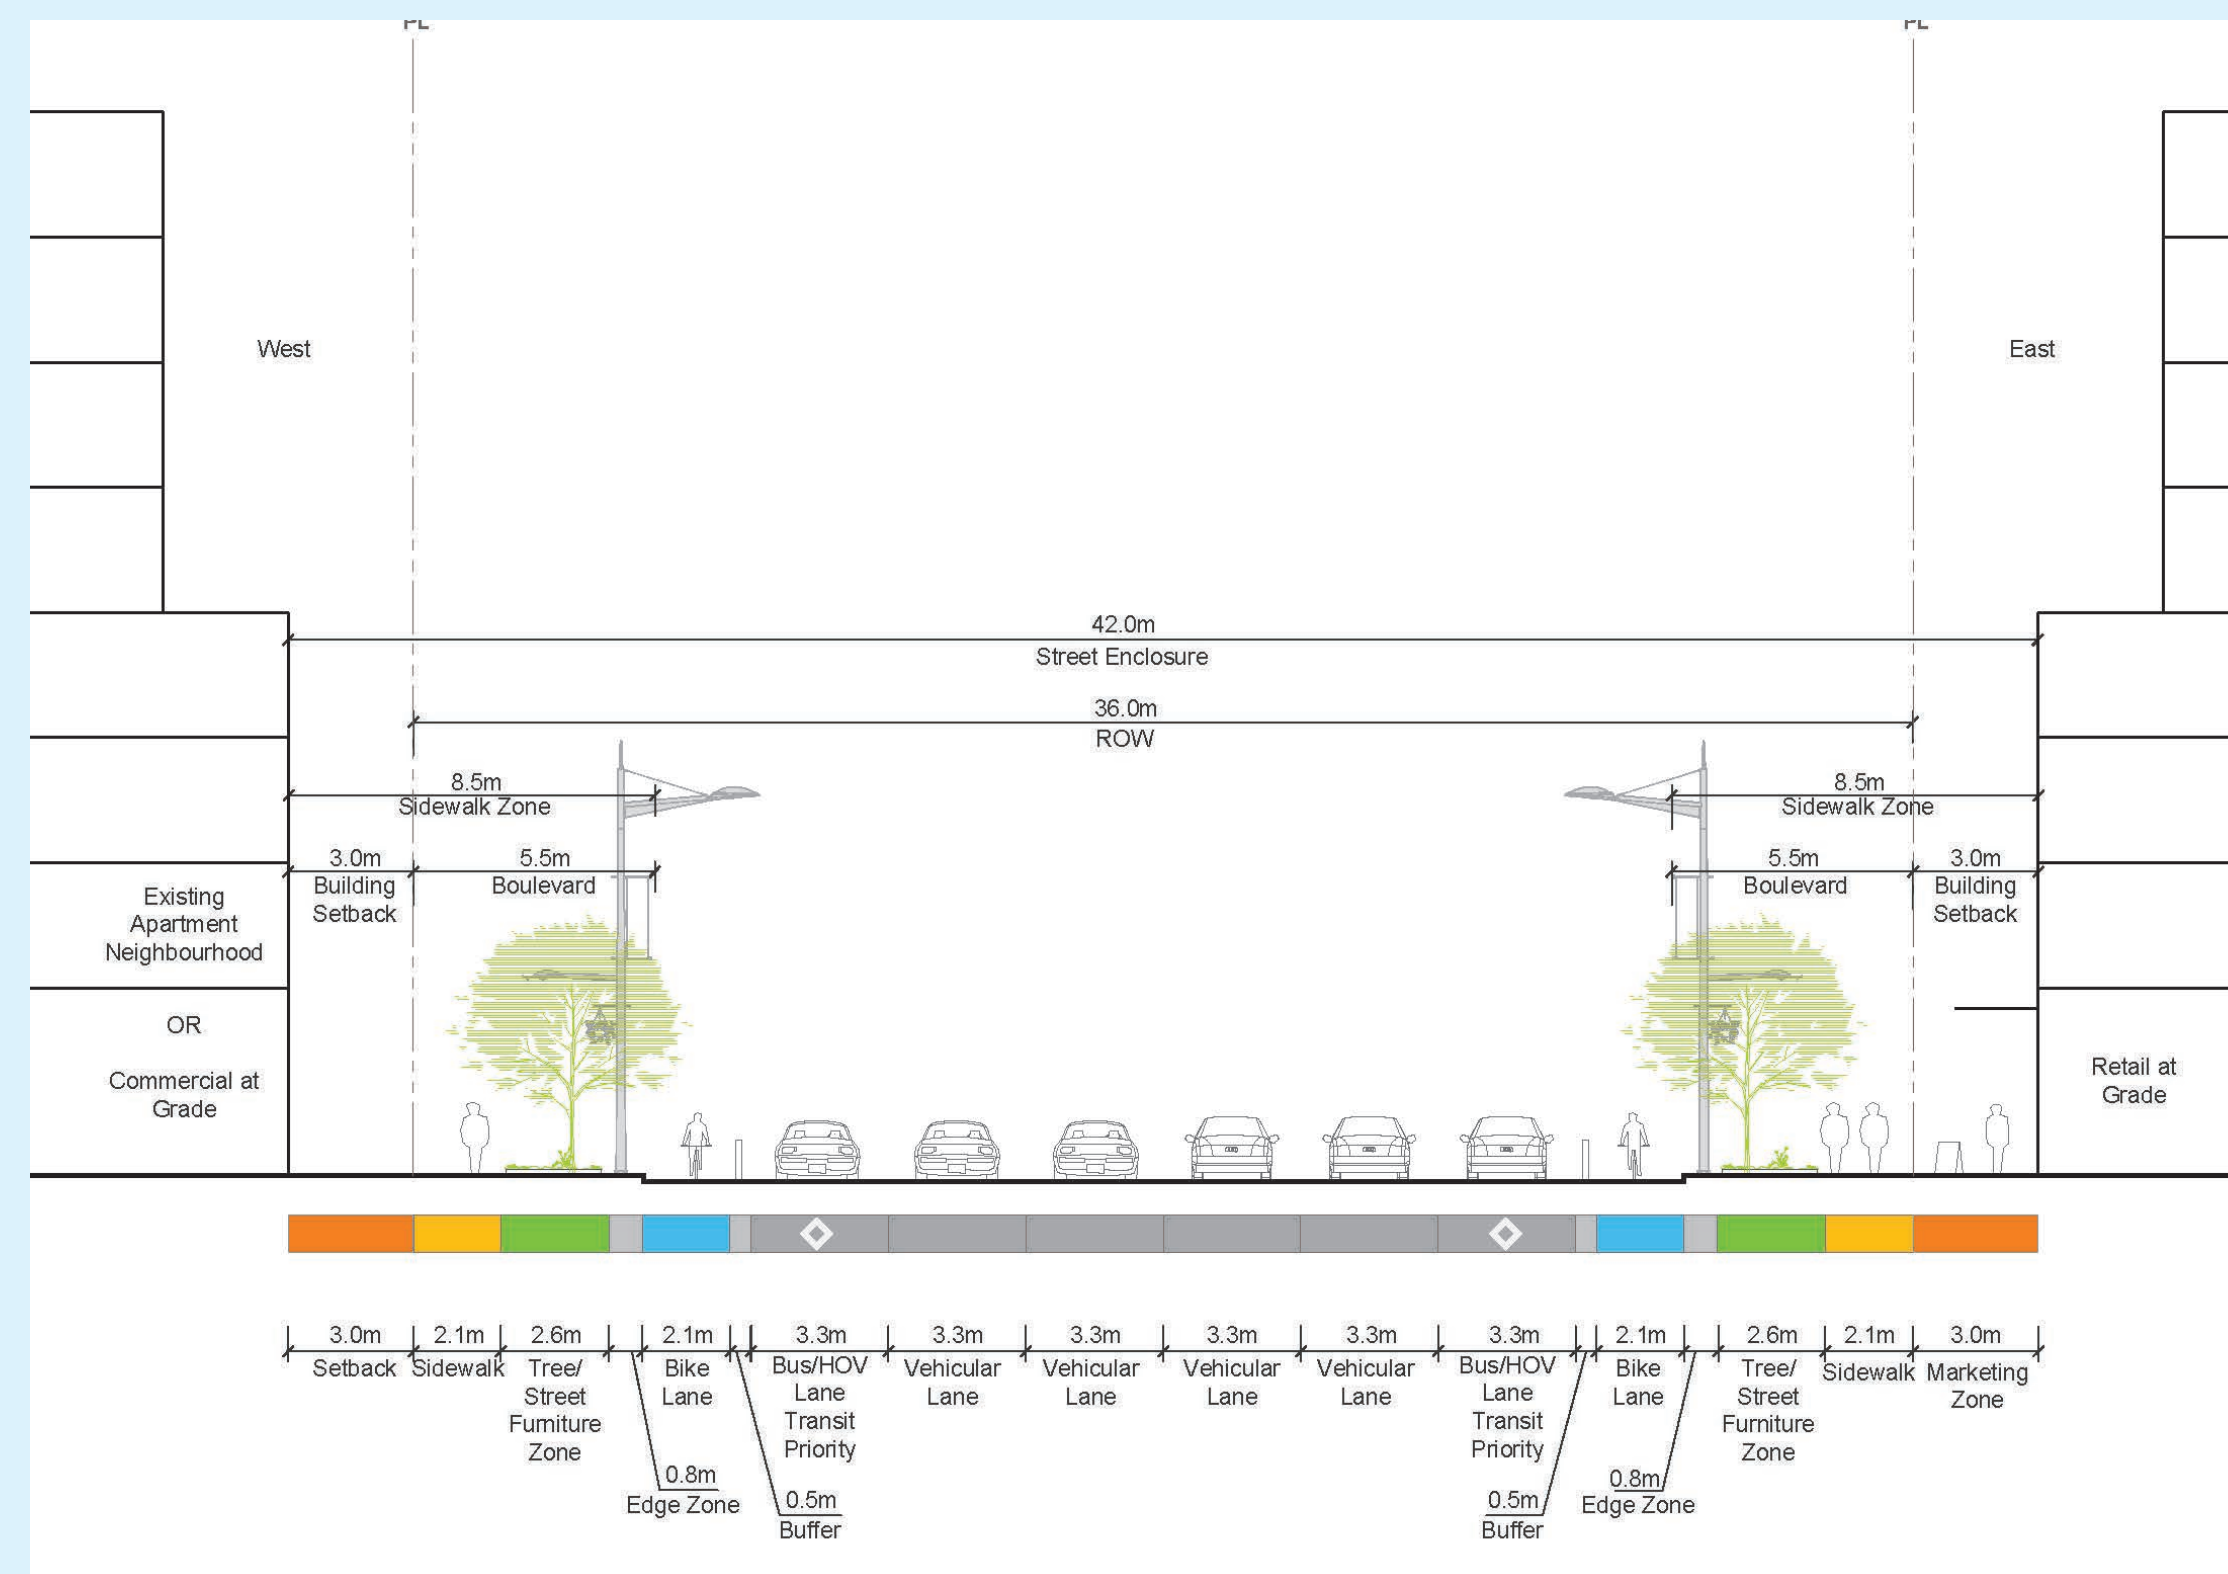 PL
PL
West
East
42.0m
Street Enclosure
36.0m
ROW
8.5m
Sidewalk Zone
8.5m
Sidewalk Zone
3.0m
Building
Setback
5.5m
Boulevard
5.5m
Boulevard
3.0m
Building
Setback
Existing
Apartment
Neighbourhood
OR
Commercial at
Grade
Retail at
Grade
3.0m
Setback
2.1m
Sidewalk
2.6m
Tree/
Street
Furniture
Zone
0.8m
Edge Zone
2.1m
Bike
Lane
0.5m
Buffer
3.3m
Bus/HOV
Lane
Transit
Priority
3.3m
Vehicular
Lane
3.3m
Vehicular
Lane
3.3m
Vehicular
Lane
3.3m
Vehicular
Lane
3.3m
Bus/HOV
Lane
Transit
Priority
0.5m
Buffer
2.1m
Bike
Lane
0.8m
Edge Zone
2.6m
Tree/
Street
Furniture
Zone
2.1m
Sidewalk
3.0m
Marketing
Zone